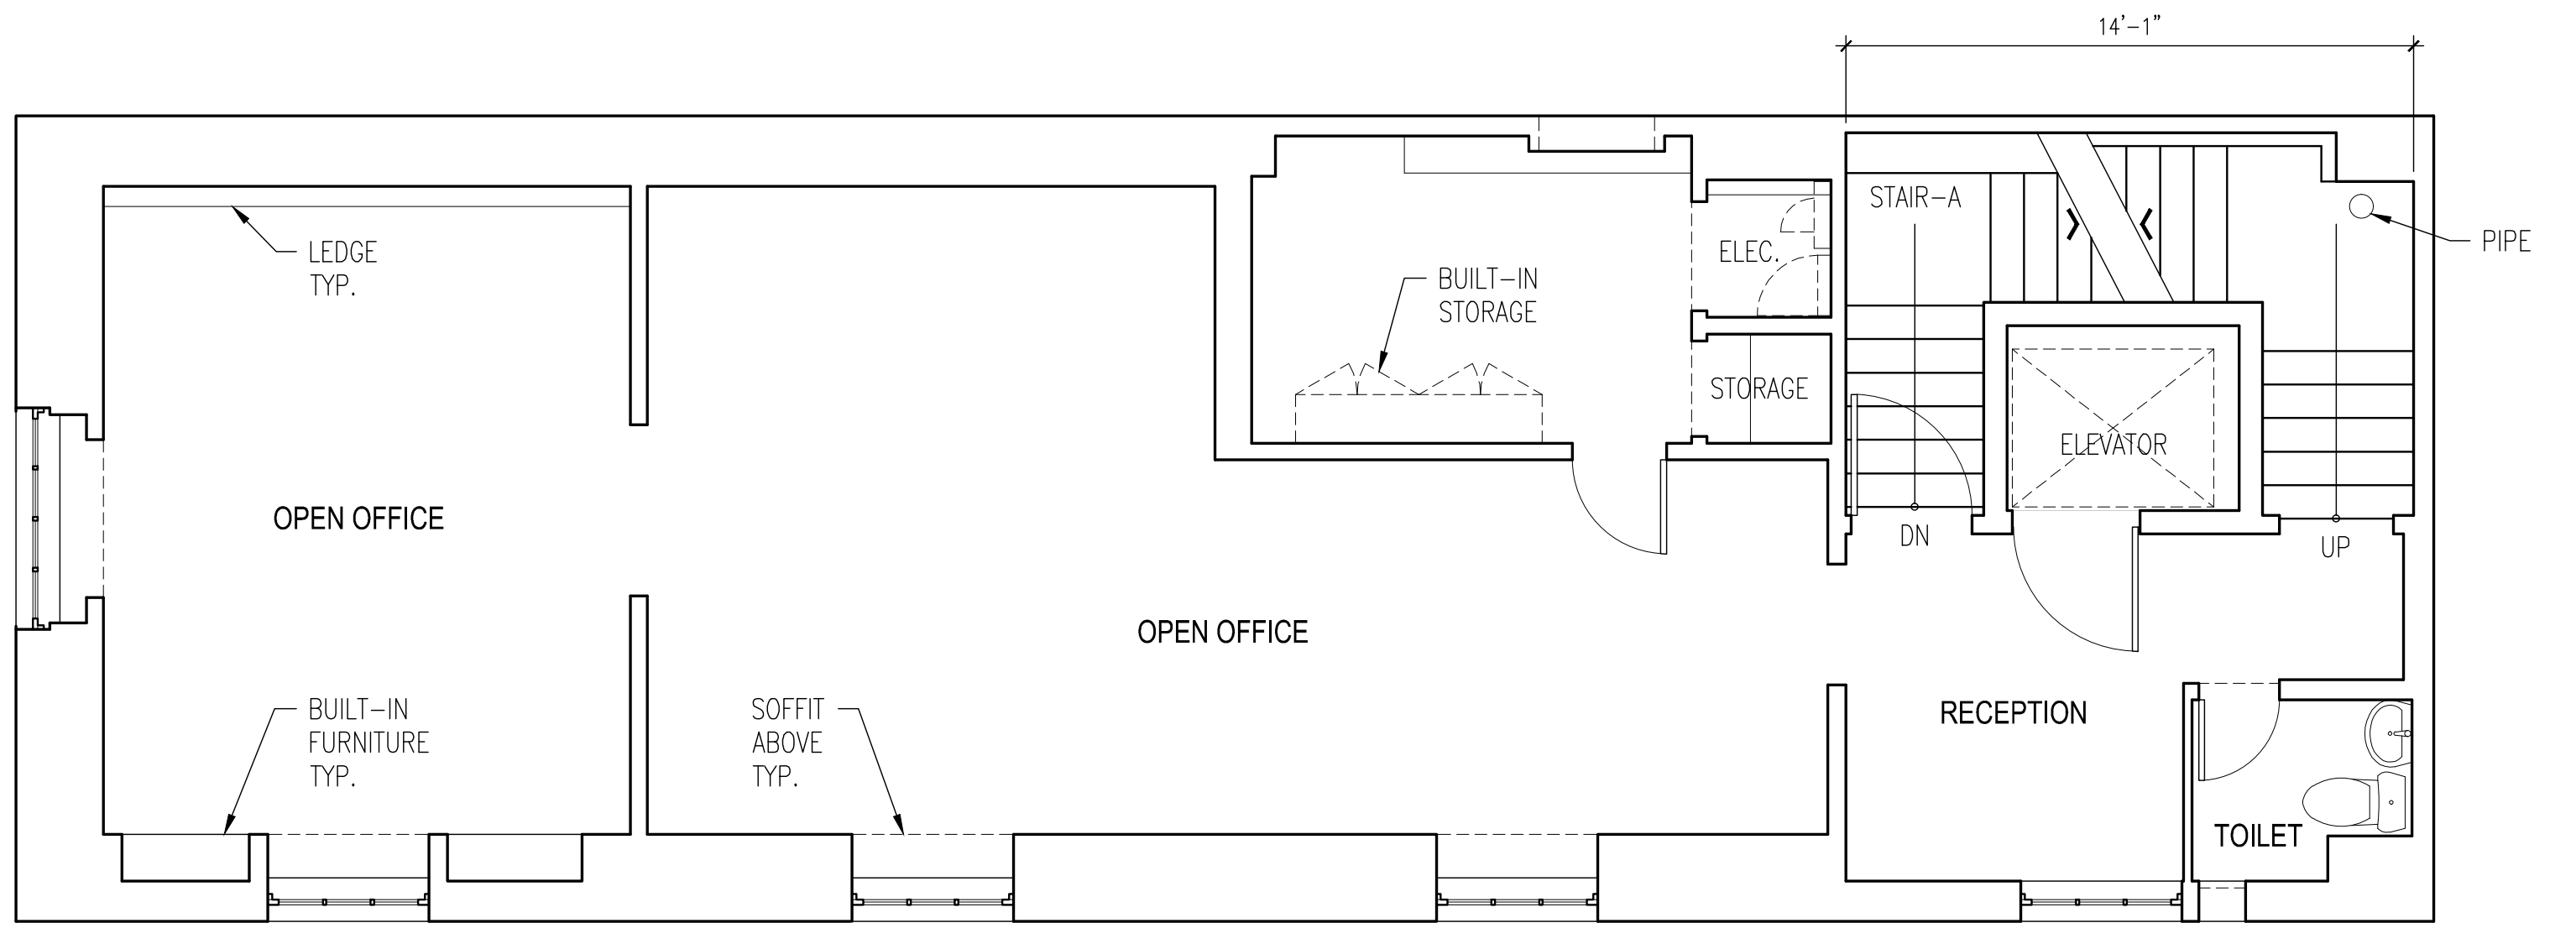 14'-1"
STAIR-A
LEDGE
TYP.
ELEC.
PIPE
BUILT-IN
STORAGE
STORAGE
ELEVATOR
OPEN OFFICE
DN
UP
OPEN OFFICE
BUILT-IN
FURNITURE
TYP.
SOFFIT
ABOVE
TYP.
RECEPTION
TOILET